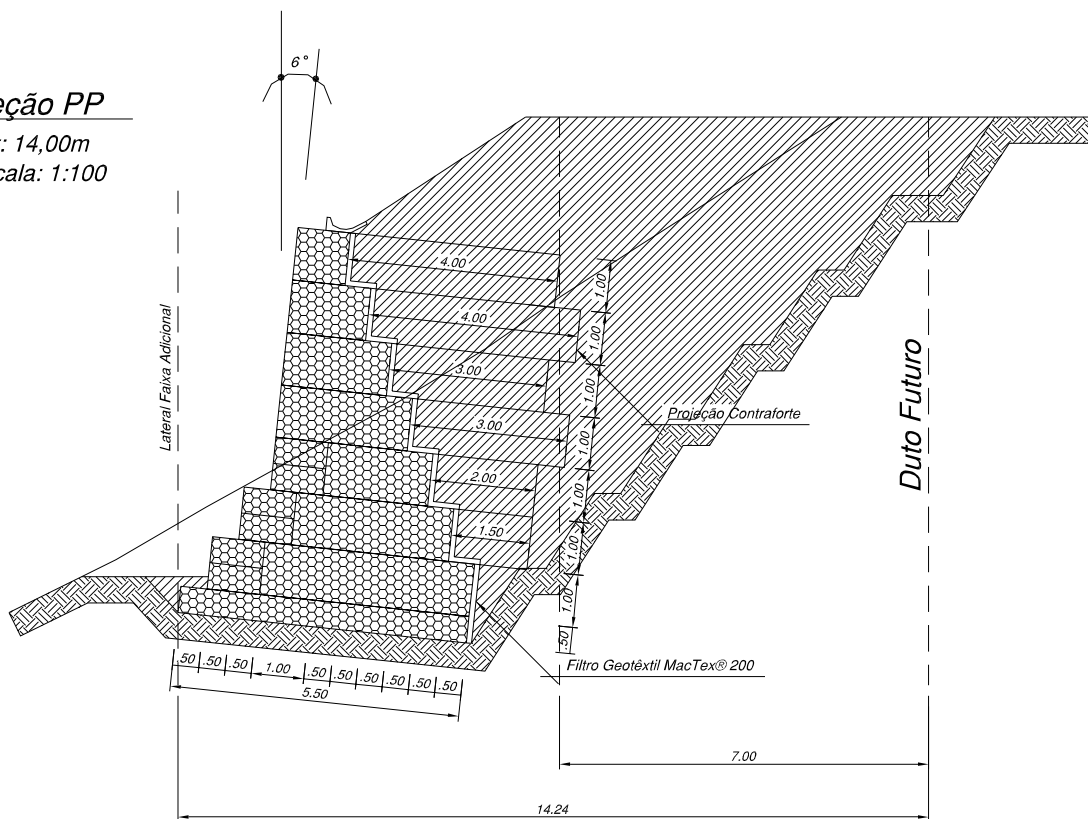 6°
eção PP
: 14,00m
cala: 1:100
Lateral Faixa Adicional
4.00
4.00
3.00
3.00
2.00
1.50
1.00
1.00
1.00
1.00
1.00
1.00
1.00
.50
Projeção Contraforte
Duto Futuro
Filtro Geotêxtil MacTex® 200
.50 .50 .50 1.00 .50 .50 .50 .50 .50 .50
5.50
7.00
14.24